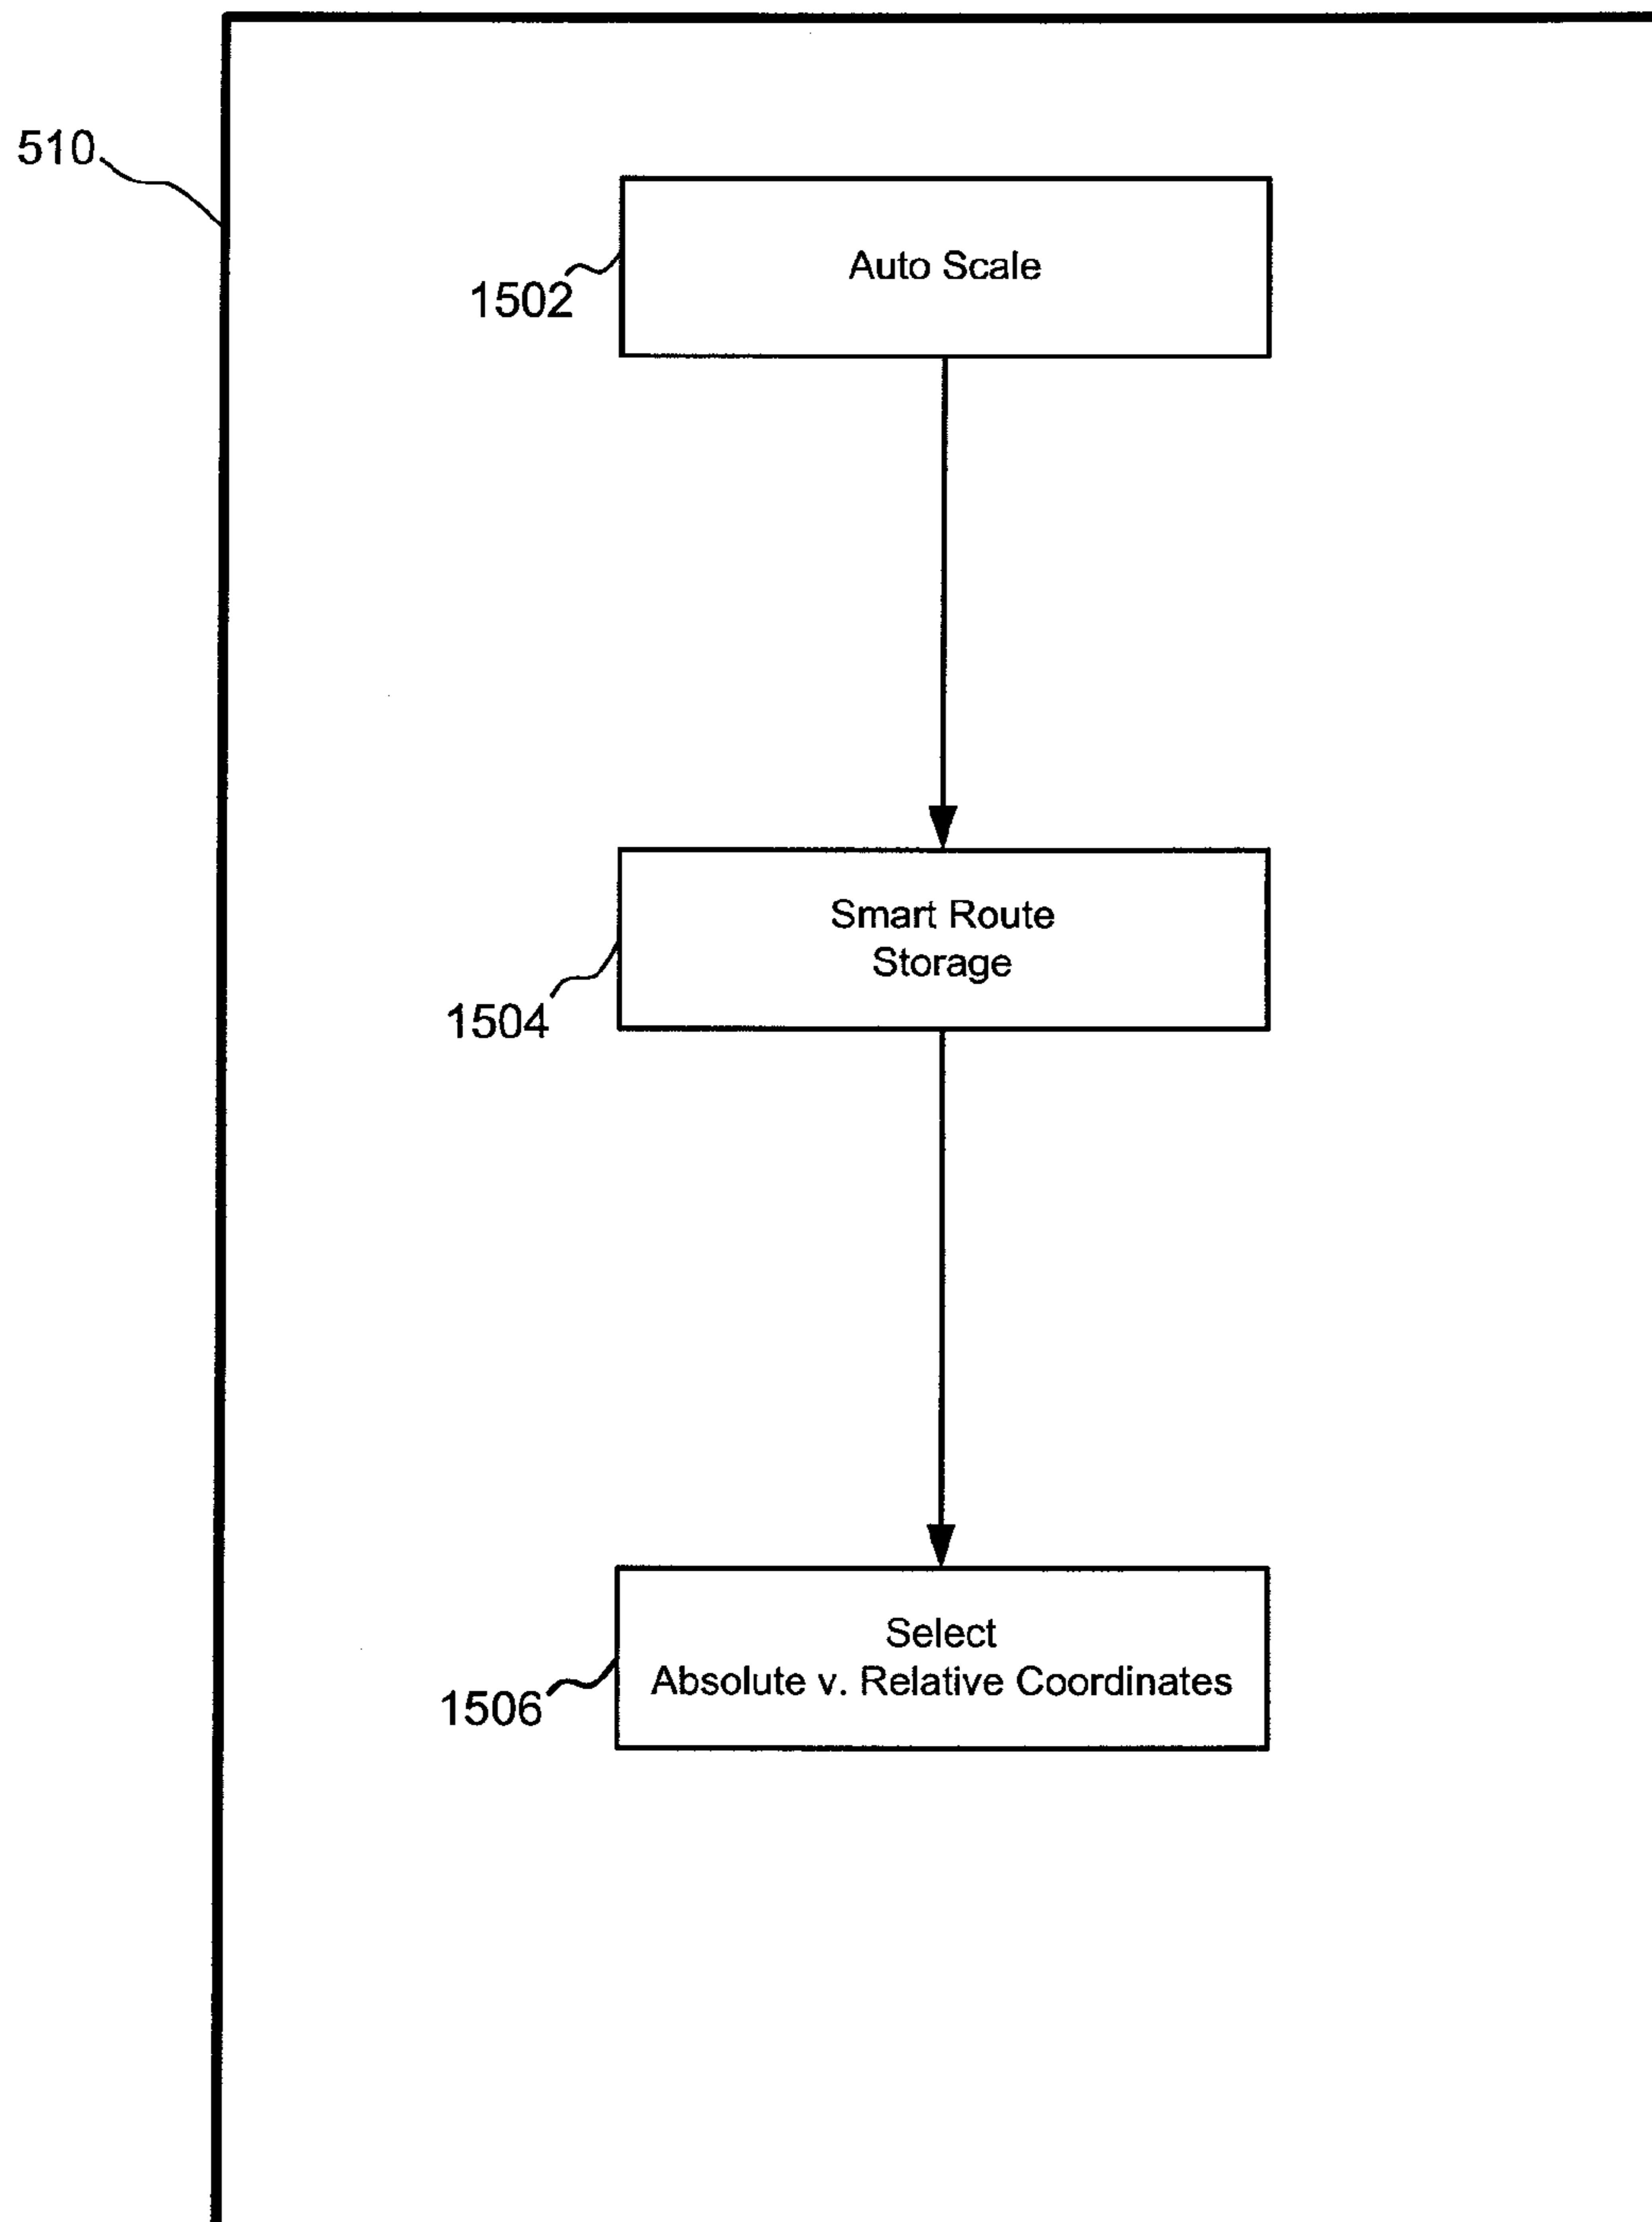 510
Auto Scale
1502
Smart Route
Storage
1504
Select
Absolute v. Relative Coordinates
1506